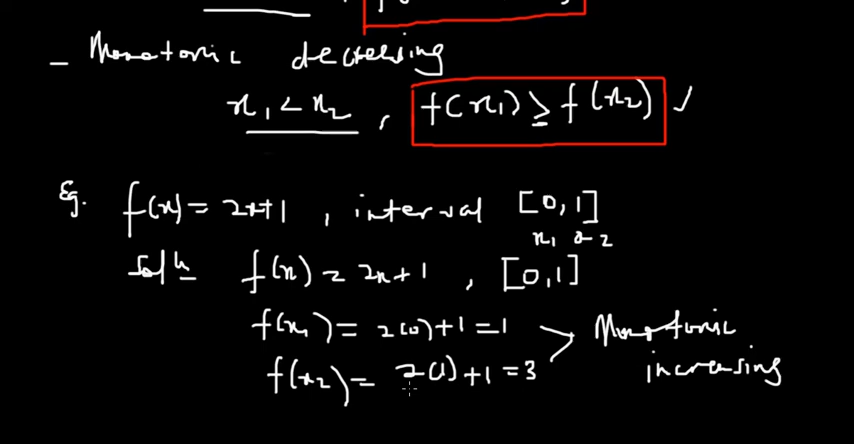 - Monotonic decreasing
x₁ < x₂ , f(x₁) ≥ f(x₂) ✓
Eg. f(x) = 2x+1 , interval [0,1]
x₁ x₂
Solⁿ f(x) = 2x+1 , [0,1]
f(x₁) = 2(0)+1 = 1 > Monotonic
f(x₂) = 2(1)+1 = 3 increasing